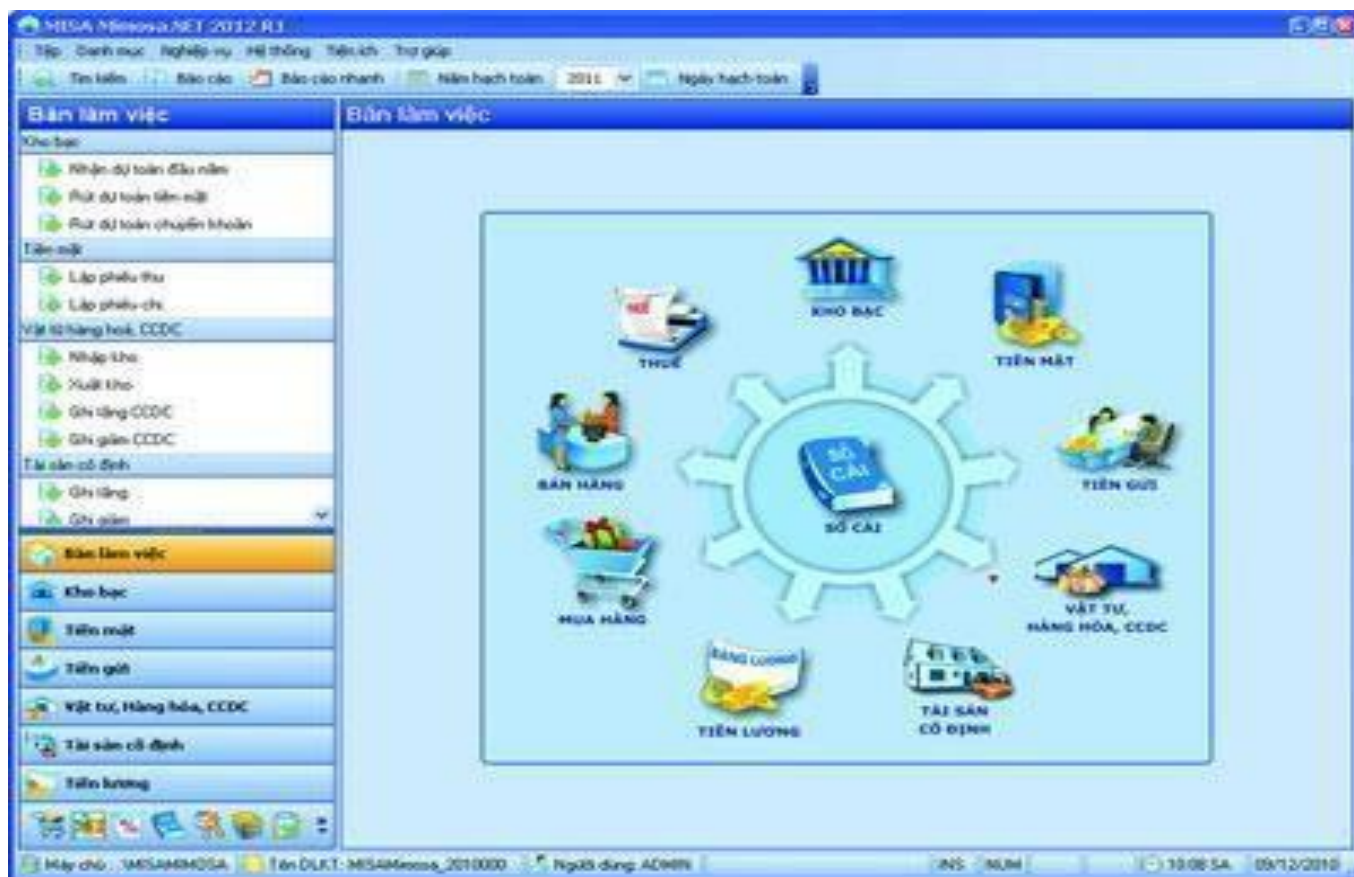 MISA Mimosa.NET 2012 R1
Tệp Danh mục Nghiệp vụ Hệ thống Tiện ích Trợ giúp
Tìm kiếm Báo cáo Báo cáo nhanh Năm hạch toán 2011 Ngày hạch toán
Bàn làm việc
Bàn làm việc
Kho bạc
Nhận dự toán đầu năm
Rút dự toán tiền mặt
Rút dự toán chuyển khoản
Tiền mặt
Lập phiếu thu
Lập phiếu chi
Vật tư hàng hoá, CCDC
Nhập kho
Xuất kho
Ghi tăng CCDC
Ghi giảm CCDC
Tài sản cố định
Ghi tăng
Ghi giảm
Bàn làm việc
Kho bạc
Tiền mặt
Tiền gửi
Vật tư, Hàng hóa, CCDC
Tài sản cố định
Tiền lương
KHO BẠC
TIỀN MẶT
THUẾ
TIỀN GỬI
BÁN HÀNG
SỔ
CÁI
SỔ CÁI
MUA HÀNG
VẬT TƯ,
HÀNG HÓA, CCDC
BẢNG LƯƠNG
TIỀN LƯƠNG
TÀI SẢN
CỐ ĐỊNH
Máy chủ: .\MISAMIMOSA Tên DLKT: MISAMimosa_2010000 Người dùng: ADMIN INS NUM 10:08 SA 09/12/2010